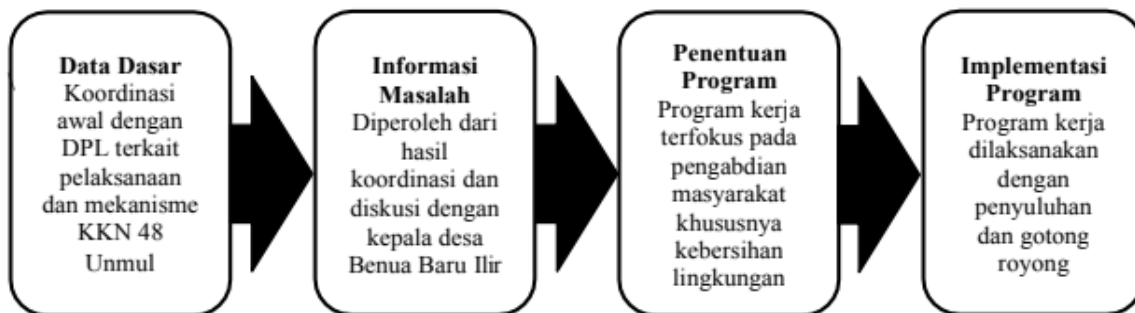 Data Dasar
Koordinasi
awal dengan
DPL terkait
pelaksanaan
dan mekanisme
KKN 48
Unmul
Informasi
Masalah
Diperoleh dari
hasil
koordinasi dan
diskusi dengan
kepala desa
Benua Baru Ilir
Penentuan
Program
Program kerja
terfokus pada
pengabdian
masyarakat
khususnya
kebersihan
lingkungan
Implementasi
Program
Program kerja
dilaksanakan
dengan
penyuluhan
dan gotong
royong